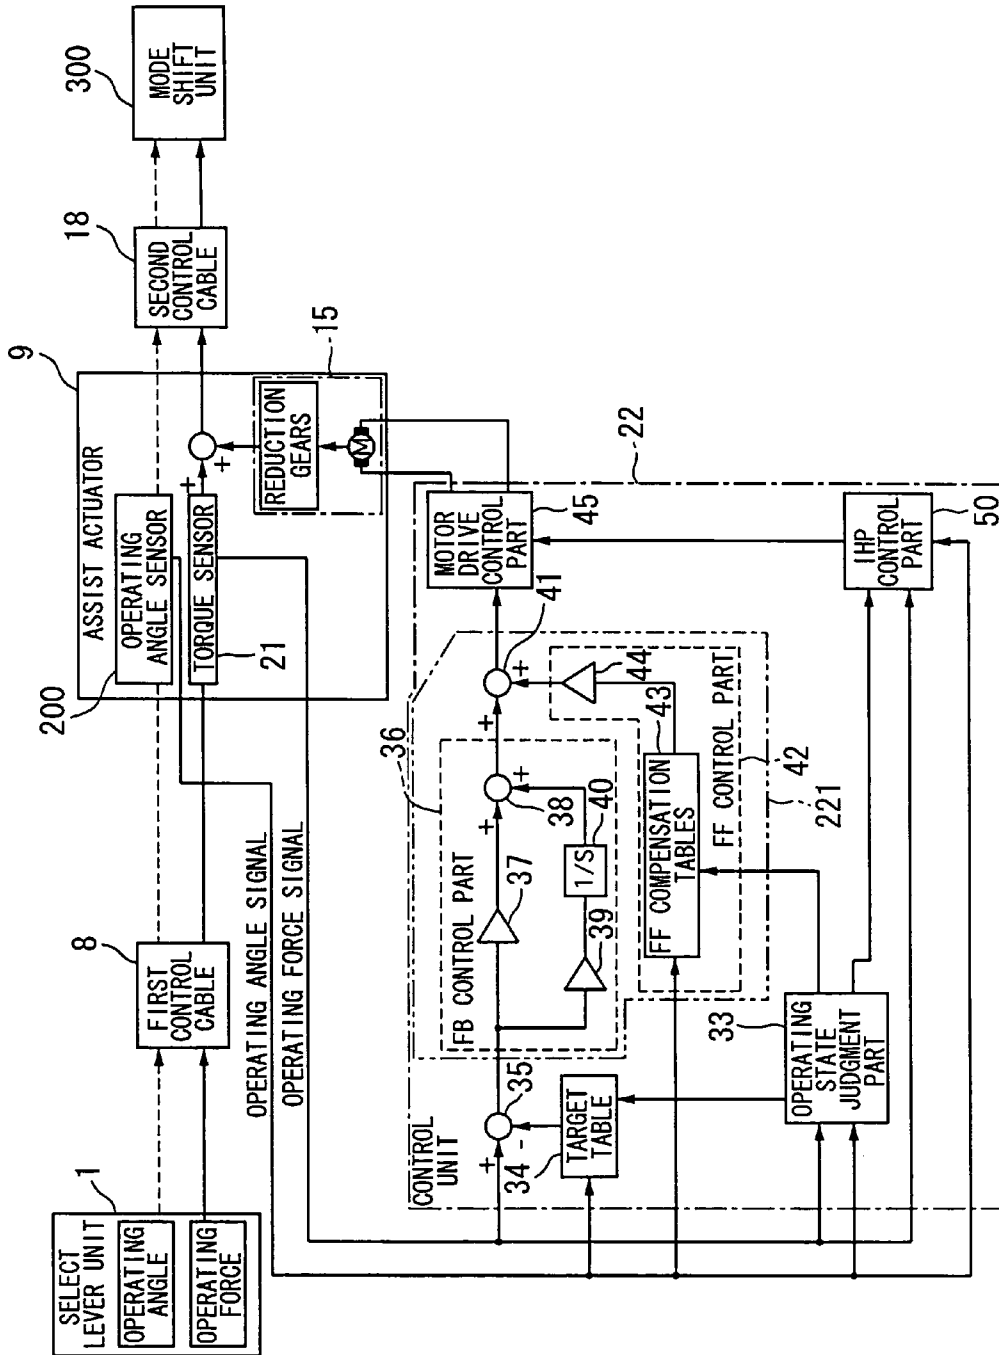 1
SELECT
LEVER UNIT
OPERATING
ANGLE
OPERATING
FORCE
8
FIRST
CONTROL
CABLE
9
ASSIST ACTUATOR
200
OPERATING
ANGLE SENSOR
TORQUE SENSOR
21
+
+
REDUCTION
GEARS
M
15
18
SECOND
CONTROL
CABLE
300
MODE
SHIFT
UNIT
OPERATING ANGLE SIGNAL
OPERATING FORCE SIGNAL
CONTROL
UNIT
22
+
-
35
34
TARGET
TABLE
36
FB CONTROL PART
37
+
+
38
39
1/S
40
+
+
41
44
43
FF COMPENSATION
TABLES
FF CONTROL PART
42
221
MOTOR
DRIVE
CONTROL
PART
45
33
OPERATING
STATE
JUDGMENT
PART
IHP
CONTROL
PART
50